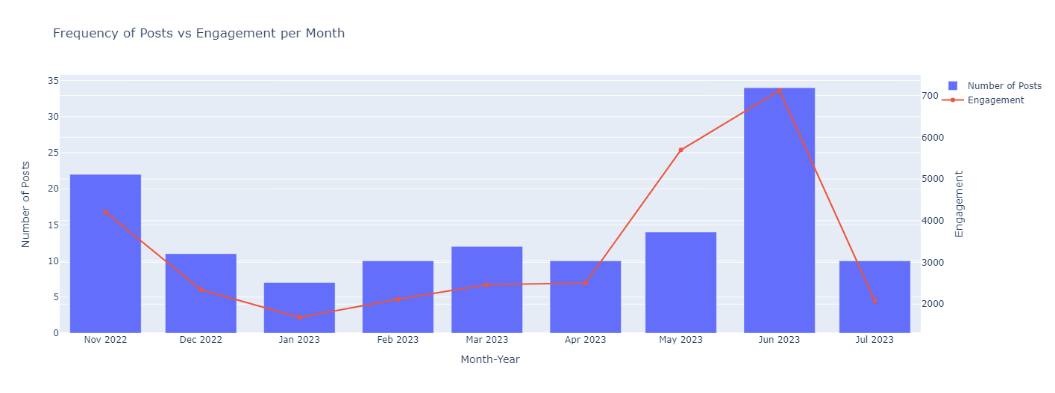 Frequency of Posts vs Engagement per Month
Number of Posts
Engagement
35
30
25
20
15
10
5
0
Number of Posts
700
6000
5000
4000
3000
2000
Engagement
Nov 2022
Dec 2022
Jan 2023
Feb 2023
Mar 2023
Apr 2023
May 2023
Jun 2023
Jul 2023
Month-Year